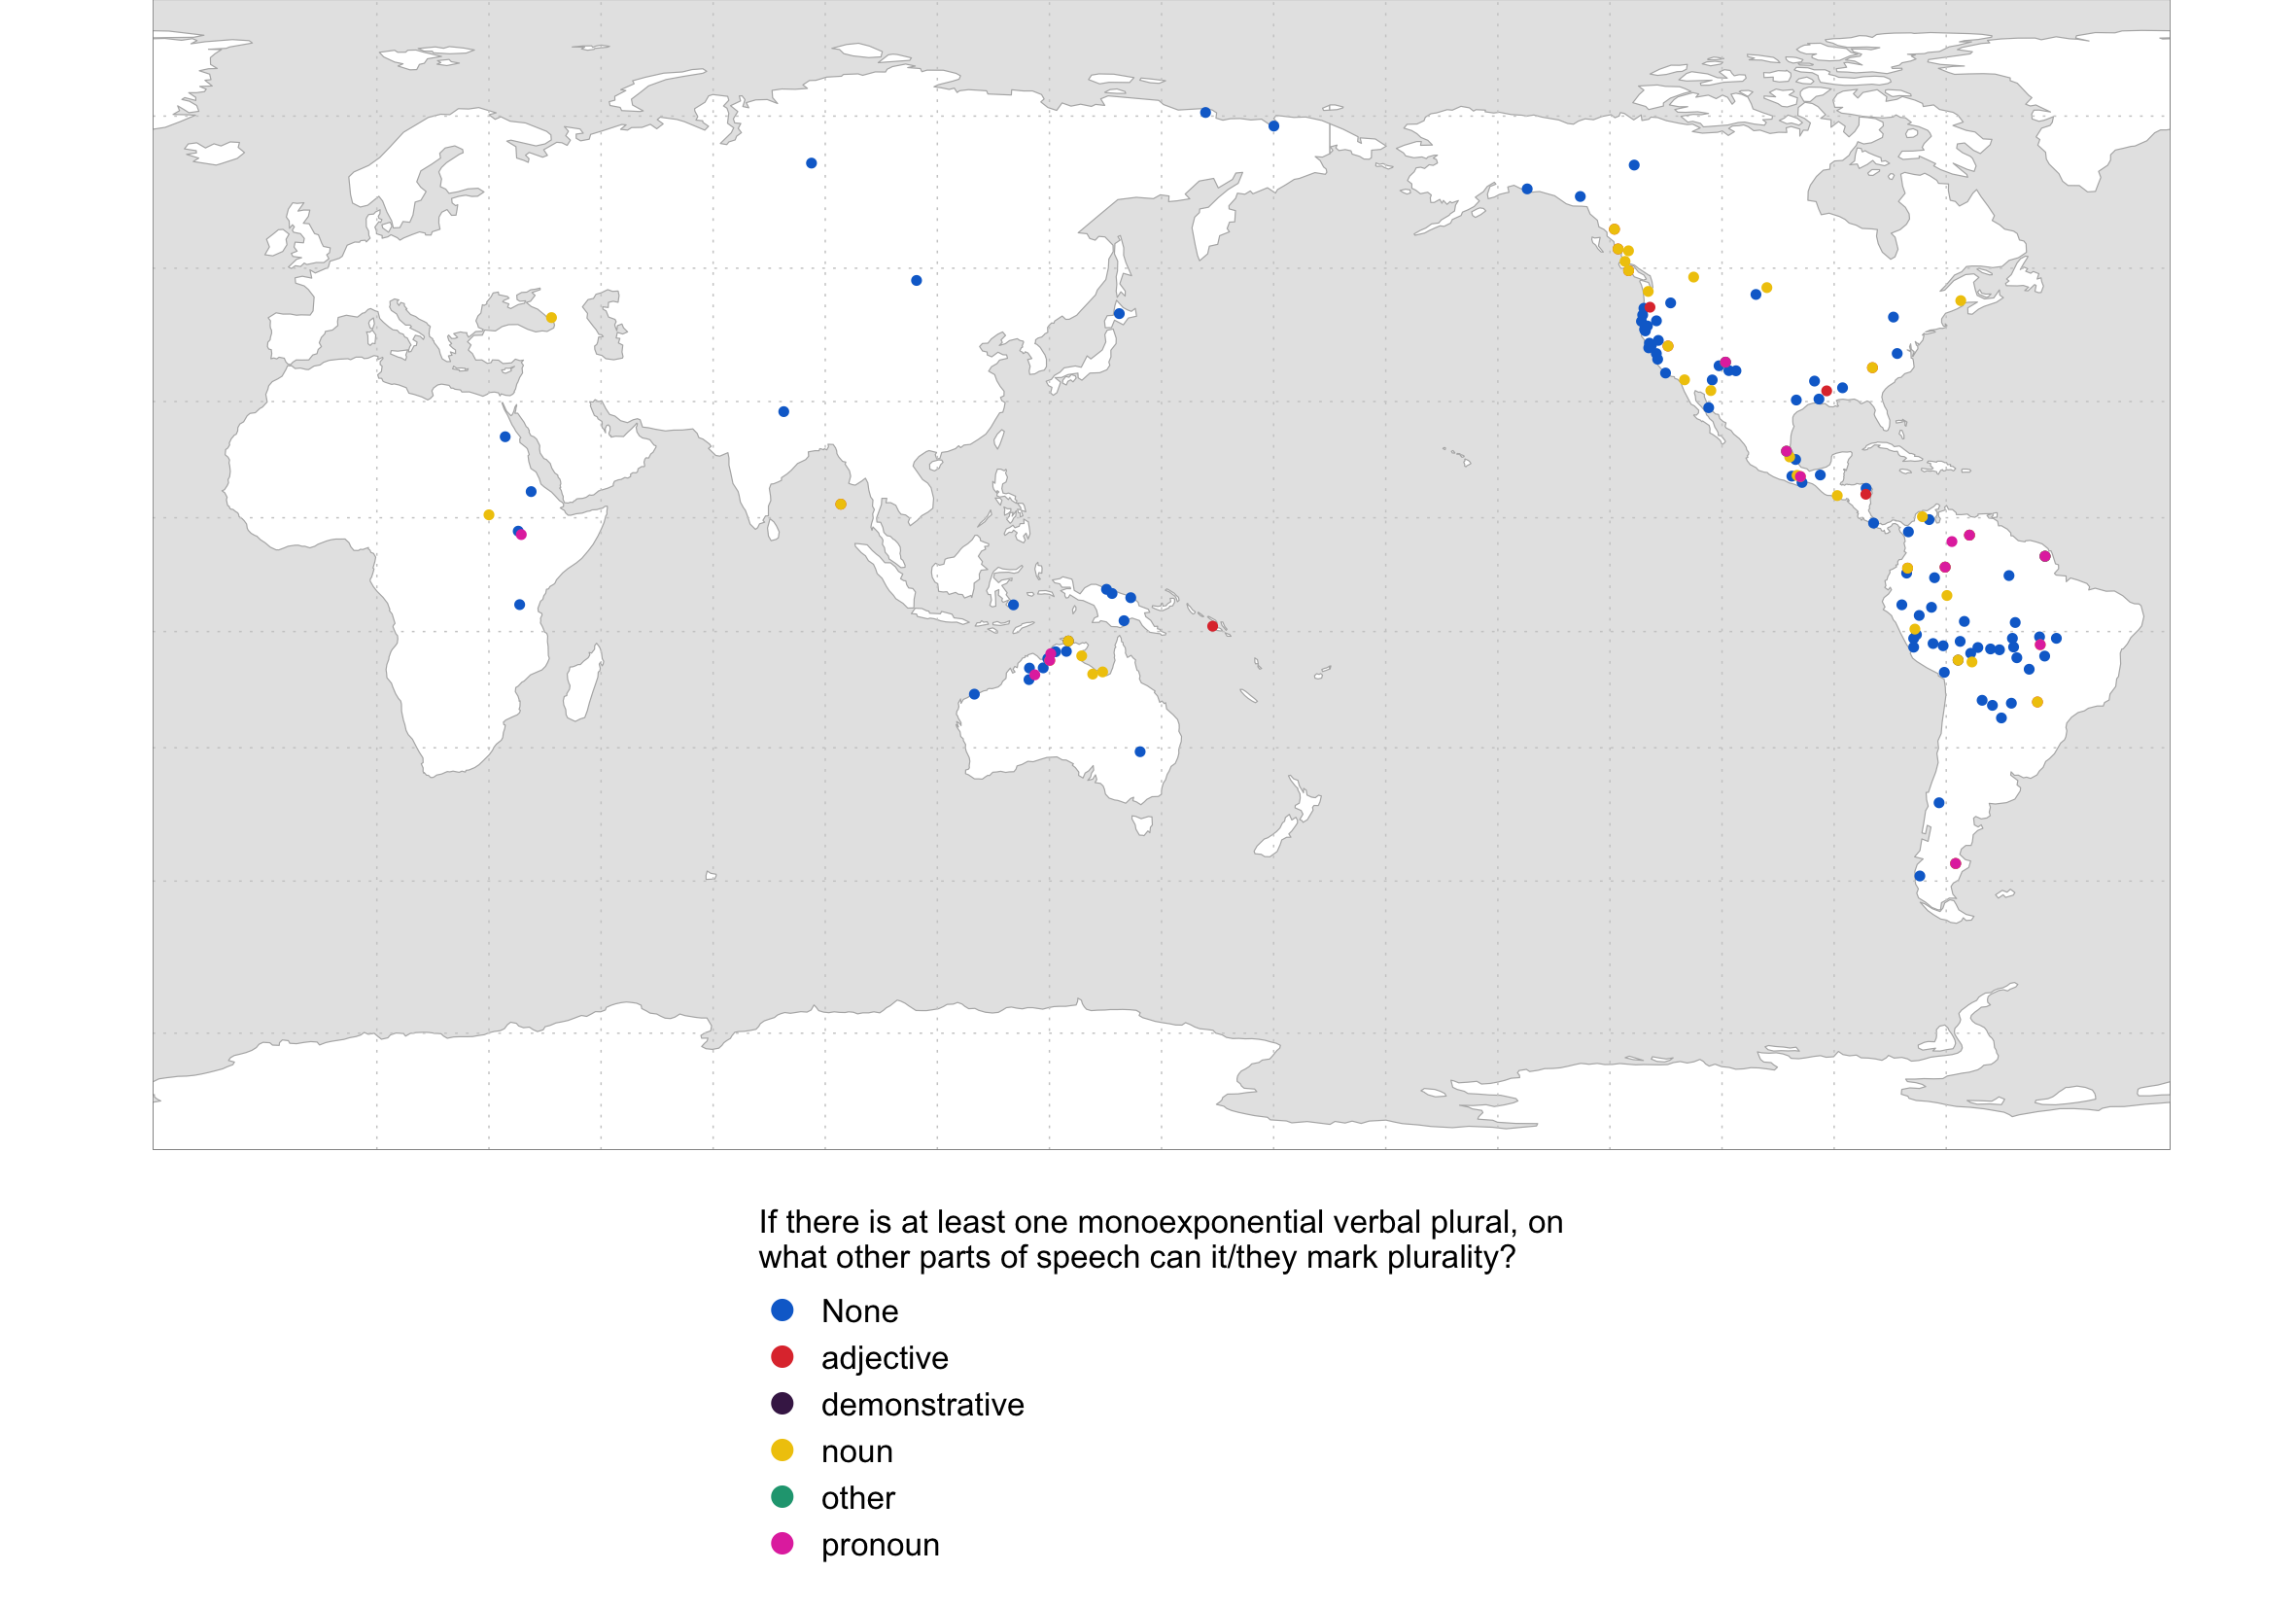 If there is at least one monoexponential verbal plural, on
what other parts of speech can it/they mark plurality?
None
adjective
demonstrative
noun
other
pronoun